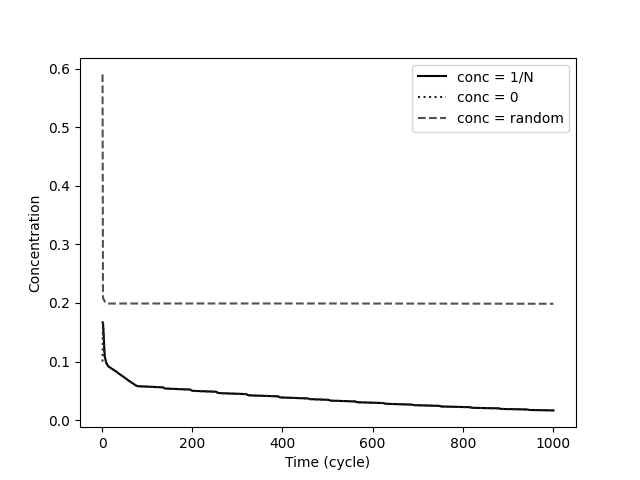 0.6
0.5
0.4
0.3
0.2
0.1
0.0
Concentration
conc = 1/N
conc = 0
conc = random
0 200 400 600 800 1000
Time (cycle)